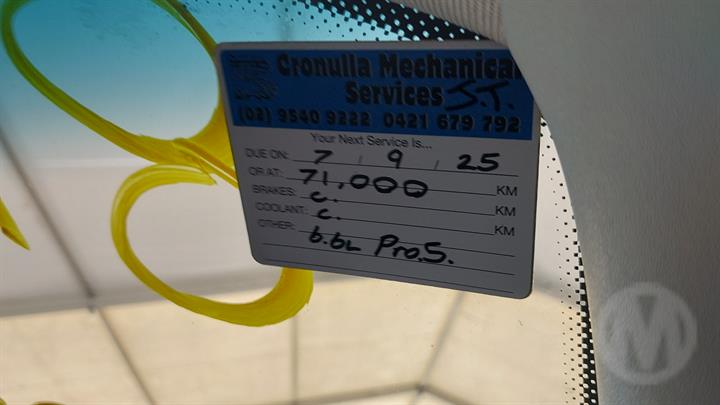 Cronulla Mechanical
Services J.T.
(02) 9540 9222 0421 679 792
Your Next Service Is...
DUE ON: 7 / 9 / 25
OR AT: 71,000 KM
BRAKES: C. KM
COOLANT: C. KM
OTHER: 6.6L Pro.S.
M